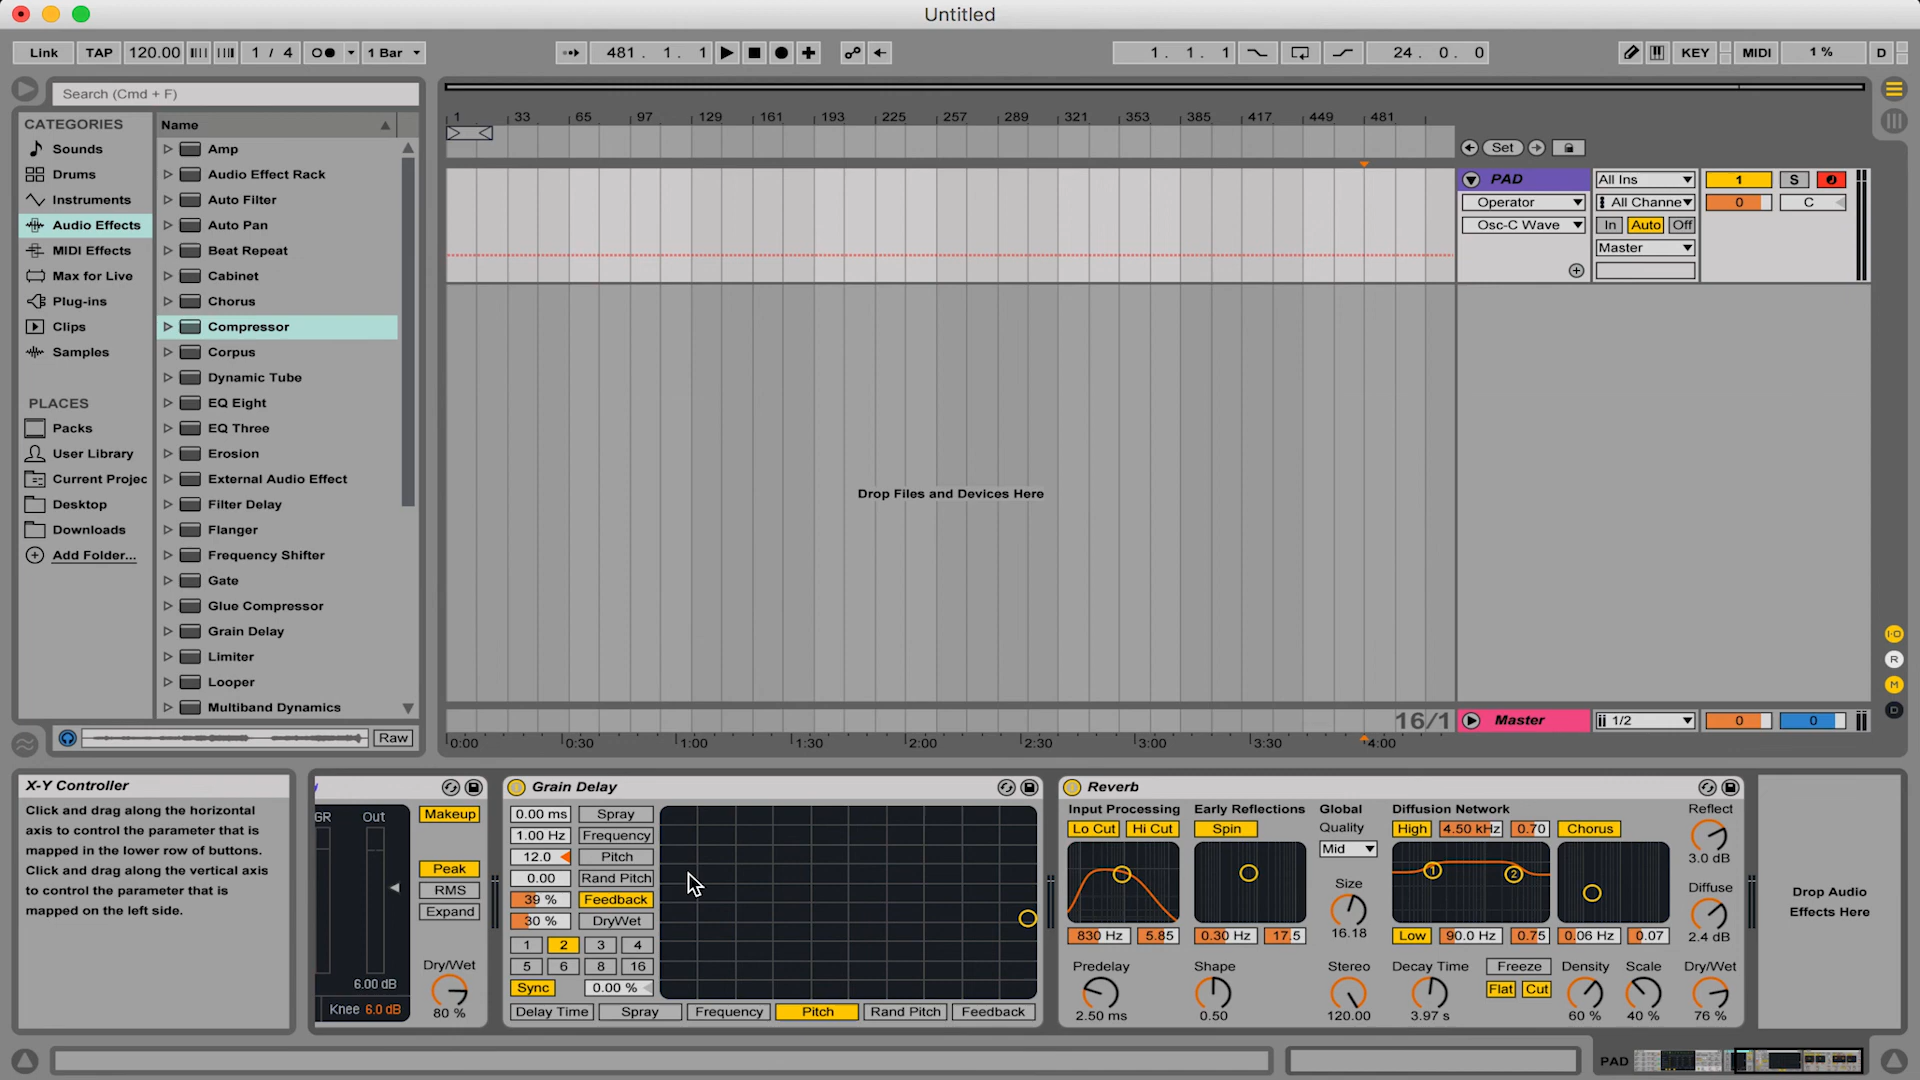 Untitled
Link TAP 120.00 1 / 4 1 Bar 481. 1. 1 1. 1. 1 24. 0. 0 KEY MIDI 1 % D
Search (Cmd + F)
CATEGORIES
Sounds
Drums
Instruments
Audio Effects
MIDI Effects
Max for Live
Plug-ins
Clips
Samples
PLACES
Packs
User Library
Current Projec
Desktop
Downloads
Add Folder...
Name
Amp
Audio Effect Rack
Auto Filter
Auto Pan
Beat Repeat
Cabinet
Chorus
Compressor
Corpus
Dynamic Tube
EQ Eight
EQ Three
Erosion
External Audio Effect
Filter Delay
Flanger
Frequency Shifter
Gate
Glue Compressor
Grain Delay
Limiter
Looper
Multiband Dynamics
Raw
1 33 65 97 129 161 193 225 257 289 321 353 385 417 449 481
Set
PAD All Ins 1 S
Operator All Channe 0 C
Osc-C Wave In Auto Off
Master
Drop Files and Devices Here
16/1 Master 1/2 0 0
0:00 0:30 1:00 1:30 2:00 2:30 3:00 3:30 4:00
I·O
R
M
D
X-Y Controller
Click and drag along the horizontal
axis to control the parameter that is
mapped in the lower row of buttons.
Click and drag along the vertical axis
to control the parameter that is
mapped on the left side.
GR Out
6.00 dB
Knee 6.0 dB
Makeup
Peak
RMS
Expand
Dry/Wet
80 %
Grain Delay
0.00 ms Spray
1.00 Hz Frequency
12.0 Pitch
0.00 Rand Pitch
39 % Feedback
30 % DryWet
1 2 3 4
5 6 8 16
Sync 0.00 %
Delay Time Spray Frequency Pitch Rand Pitch Feedback
Reverb
Input Processing
Lo Cut Hi Cut
830 Hz 5.85
Predelay
2.50 ms
Early Reflections
Spin
0.30 Hz 17.5
Shape
0.50
Global
Quality
Mid
Size
16.18
Stereo
120.00
Diffusion Network
High 4.50 kHz 0.70 Chorus
1 2
Low 90.0 Hz 0.75 0.06 Hz 0.07
Decay Time
3.97 s
Freeze
Flat Cut
Density
60 %
Scale
40 %
Reflect
3.0 dB
Diffuse
2.4 dB
Dry/Wet
76 %
Drop Audio
Effects Here
PAD